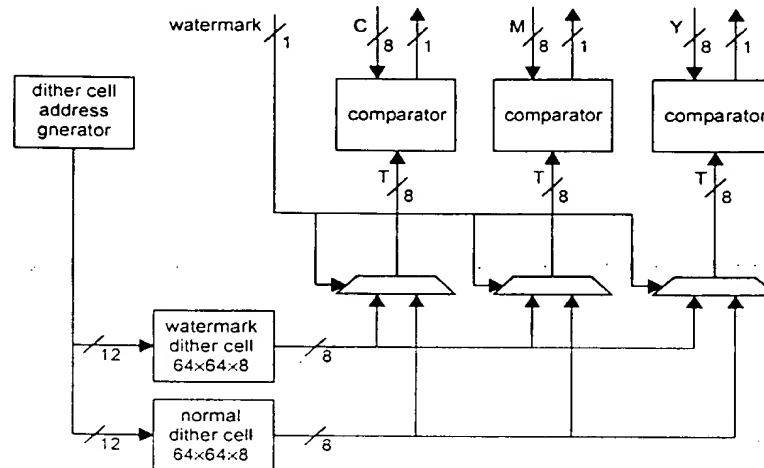 watermark 1 C 8 1 M 8 1 Y 8 1
dither cell
address
gnerator
comparator comparator comparator
T 8 T 8 T 8
watermark
dither cell
64×64×8
12 8
normal
dither cell
64×64×8
12 8